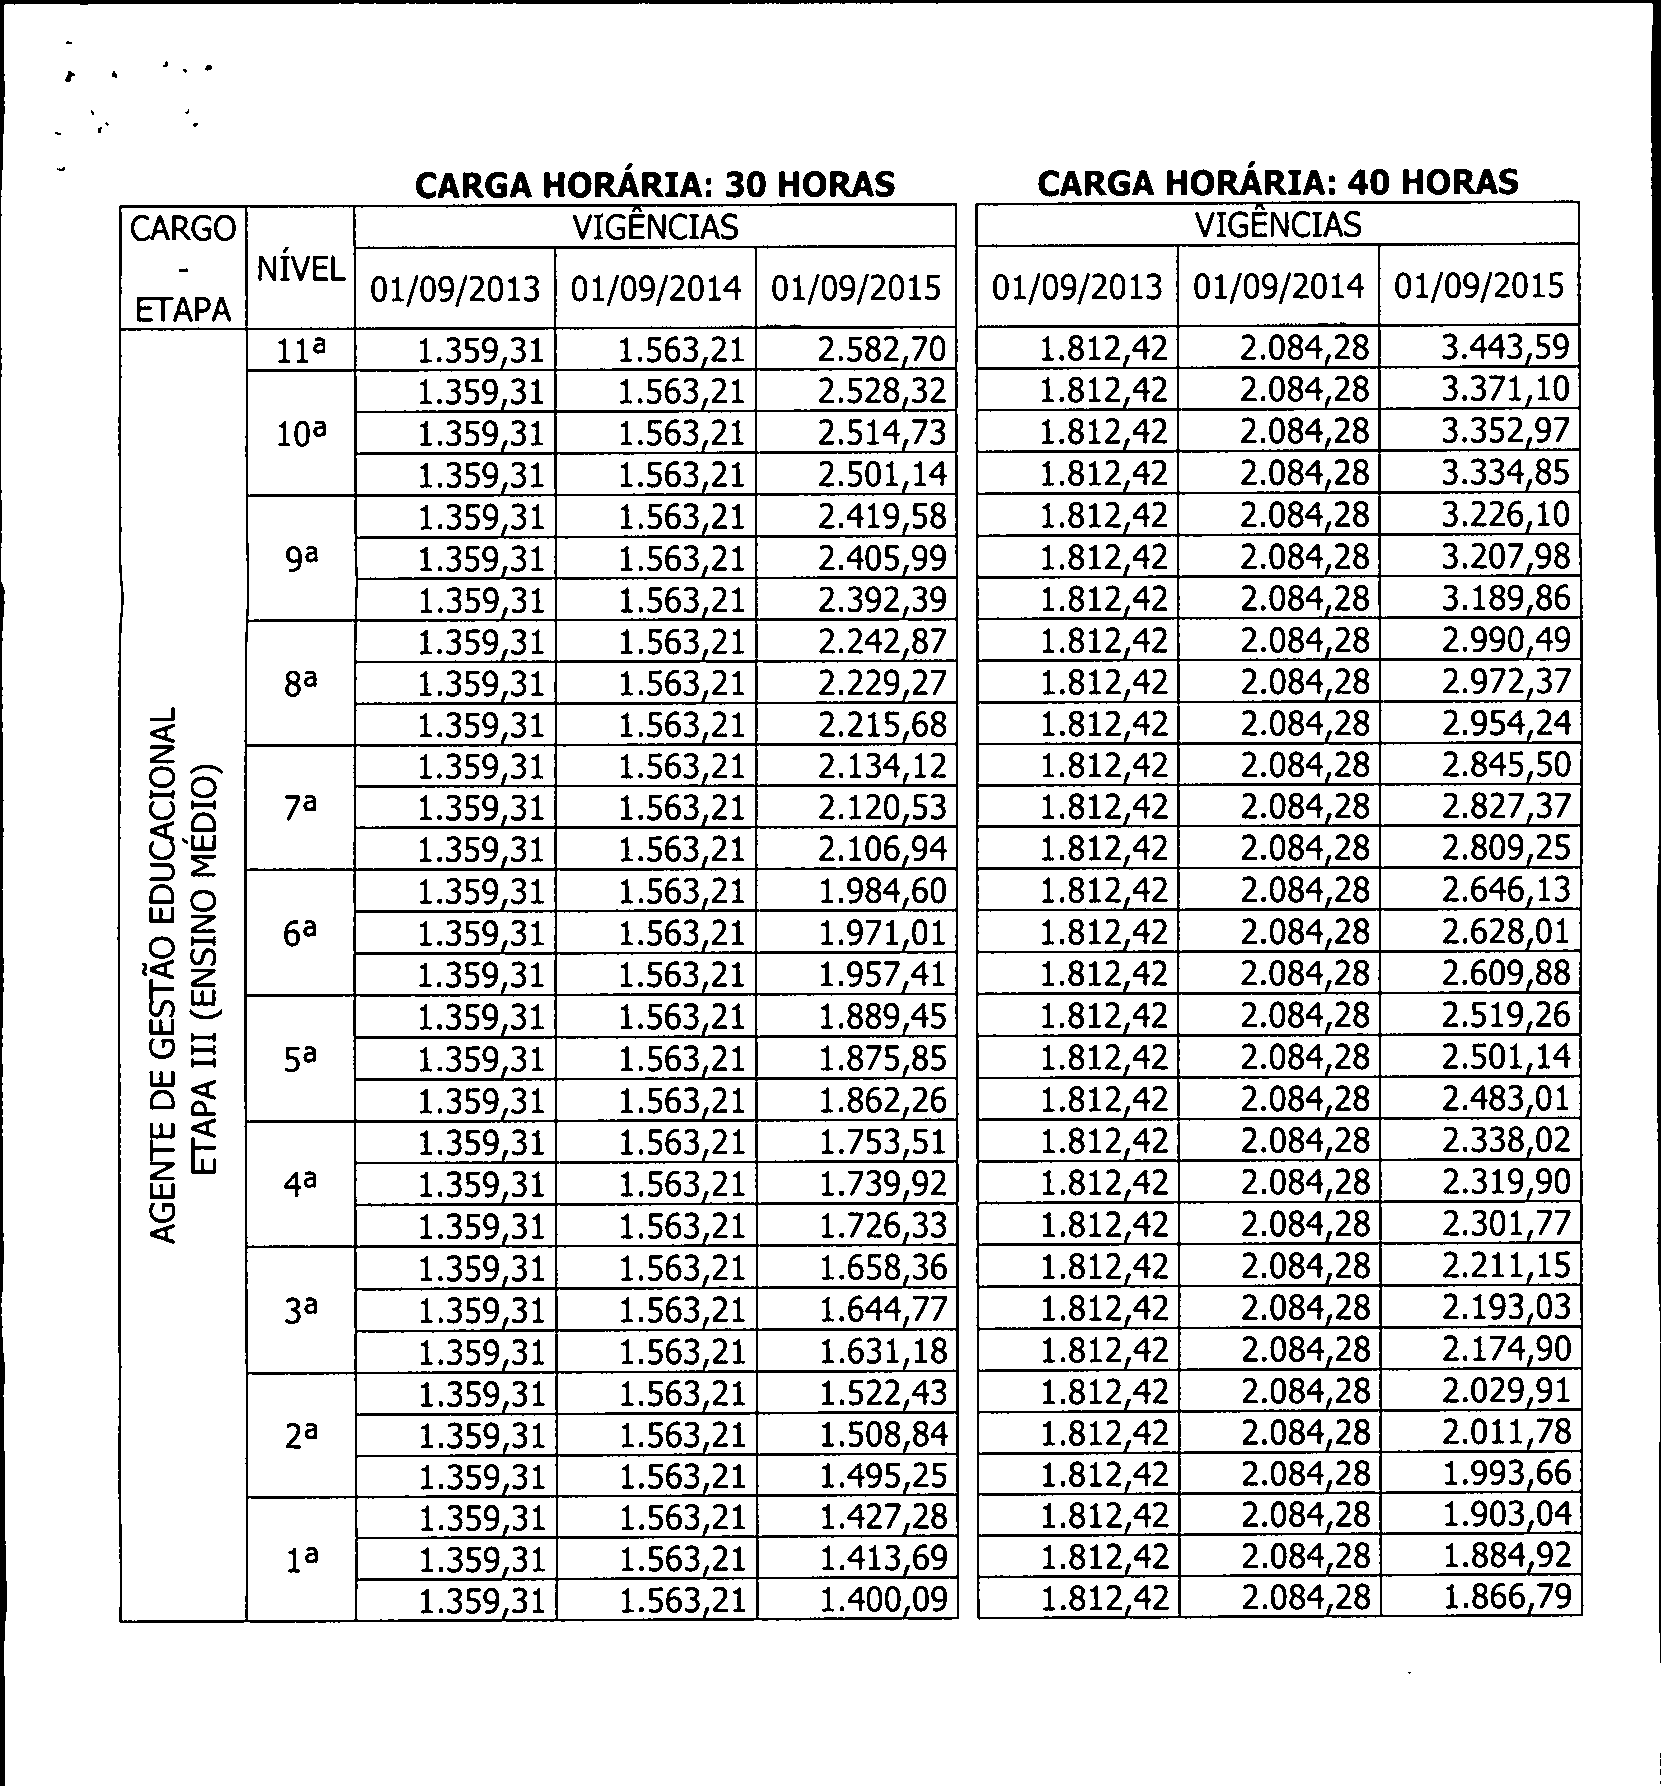 CARGA HORÁRIA: 30 HORAS CARGA HORÁRIA: 40 HORAS
CARGO - ETAPA NÍVEL VIGÊNCIAS VIGÊNCIAS
01/09/2013 01/09/2014 01/09/2015 01/09/2013 01/09/2014 01/09/2015
AGENTE DE GESTÃO EDUCACIONAL
ETAPA III (ENSINO MÉDIO)
11ª 1.359,31 1.563,21 2.582,70 1.812,42 2.084,28 3.443,59
1.359,31 1.563,21 2.528,32 1.812,42 2.084,28 3.371,10
10ª 1.359,31 1.563,21 2.514,73 1.812,42 2.084,28 3.352,97
1.359,31 1.563,21 2.501,14 1.812,42 2.084,28 3.334,85
1.359,31 1.563,21 2.419,58 1.812,42 2.084,28 3.226,10
9ª 1.359,31 1.563,21 2.405,99 1.812,42 2.084,28 3.207,98
1.359,31 1.563,21 2.392,39 1.812,42 2.084,28 3.189,86
1.359,31 1.563,21 2.242,87 1.812,42 2.084,28 2.990,49
8ª 1.359,31 1.563,21 2.229,27 1.812,42 2.084,28 2.972,37
1.359,31 1.563,21 2.215,68 1.812,42 2.084,28 2.954,24
1.359,31 1.563,21 2.134,12 1.812,42 2.084,28 2.845,50
7ª 1.359,31 1.563,21 2.120,53 1.812,42 2.084,28 2.827,37
1.359,31 1.563,21 2.106,94 1.812,42 2.084,28 2.809,25
1.359,31 1.563,21 1.984,60 1.812,42 2.084,28 2.646,13
6ª 1.359,31 1.563,21 1.971,01 1.812,42 2.084,28 2.628,01
1.359,31 1.563,21 1.957,41 1.812,42 2.084,28 2.609,88
1.359,31 1.563,21 1.889,45 1.812,42 2.084,28 2.519,26
5ª 1.359,31 1.563,21 1.875,85 1.812,42 2.084,28 2.501,14
1.359,31 1.563,21 1.862,26 1.812,42 2.084,28 2.483,01
1.359,31 1.563,21 1.753,51 1.812,42 2.084,28 2.338,02
4ª 1.359,31 1.563,21 1.739,92 1.812,42 2.084,28 2.319,90
1.359,31 1.563,21 1.726,33 1.812,42 2.084,28 2.301,77
1.359,31 1.563,21 1.658,36 1.812,42 2.084,28 2.211,15
3ª 1.359,31 1.563,21 1.644,77 1.812,42 2.084,28 2.193,03
1.359,31 1.563,21 1.631,18 1.812,42 2.084,28 2.174,90
1.359,31 1.563,21 1.522,43 1.812,42 2.084,28 2.029,91
2ª 1.359,31 1.563,21 1.508,84 1.812,42 2.084,28 2.011,78
1.359,31 1.563,21 1.495,25 1.812,42 2.084,28 1.993,66
1.359,31 1.563,21 1.427,28 1.812,42 2.084,28 1.903,04
1ª 1.359,31 1.563,21 1.413,69 1.812,42 2.084,28 1.884,92
1.359,31 1.563,21 1.400,09 1.812,42 2.084,28 1.866,79